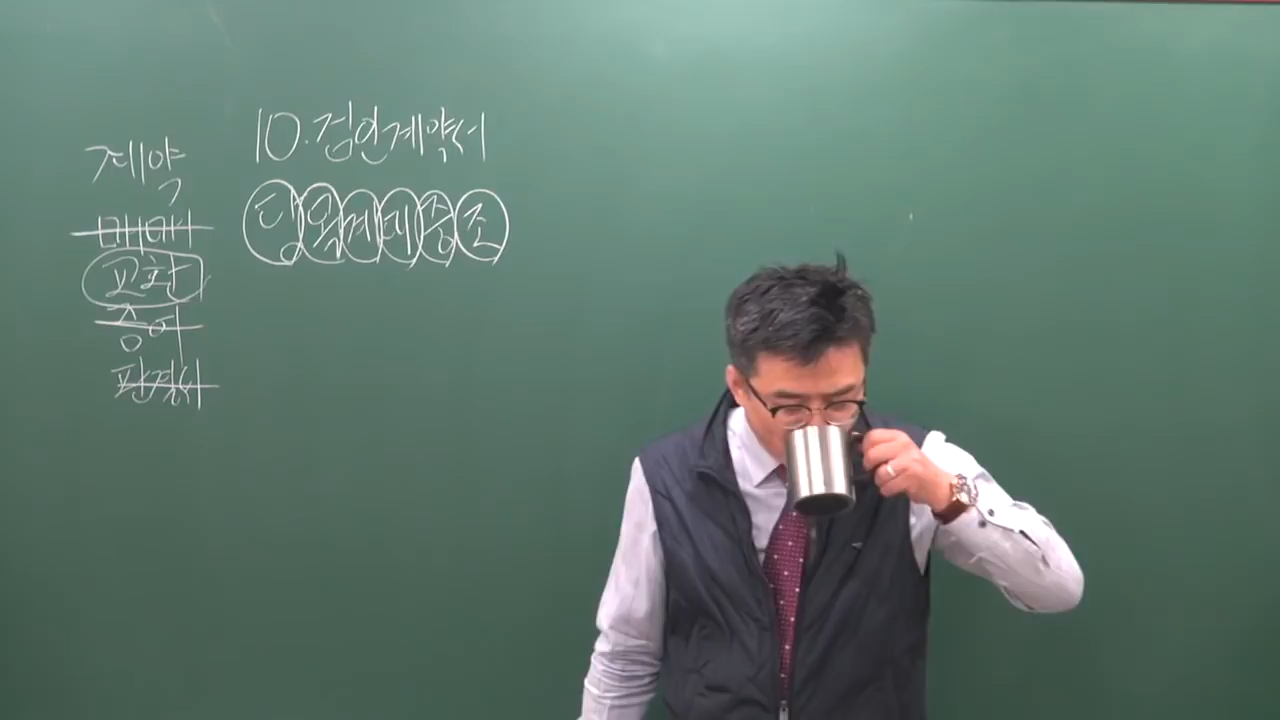 계약
매매
교환
증여
판결서
10. 검인계약서
당목계대중조